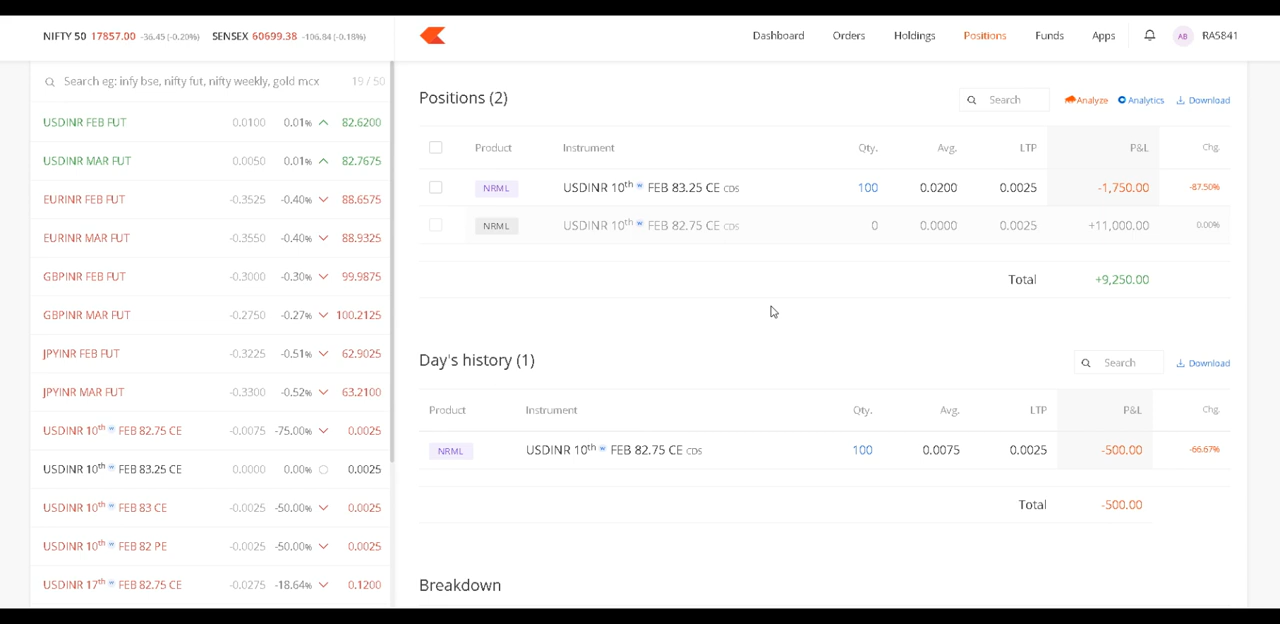 NIFTY 50 17857.00 -36.45 (-0.20%) SENSEX 60699.38 -106.84 (-0.18%)
Dashboard Orders Holdings Positions Funds Apps AB RA5841
Search eg: infy bse, nifty fut, nifty weekly, gold mcx 19 / 50
USDINR FEB FUT 0.0100 0.01% 82.6200
USDINR MAR FUT 0.0050 0.01% 82.7675
EURINR FEB FUT -0.3525 -0.40% 88.6575
EURINR MAR FUT -0.3550 -0.40% 88.9325
GBPINR FEB FUT -0.3000 -0.30% 99.9875
GBPINR MAR FUT -0.2750 -0.27% 100.2125
JPYINR FEB FUT -0.3225 -0.51% 62.9025
JPYINR MAR FUT -0.3300 -0.52% 63.2100
USDINR 10th w FEB 82.75 CE -0.0075 -75.00% 0.0025
USDINR 10th w FEB 83.25 CE 0.0000 0.00% 0.0025
USDINR 10th w FEB 83 CE -0.0025 -50.00% 0.0025
USDINR 10th w FEB 82 PE -0.0025 -50.00% 0.0025
USDINR 17th w FEB 82.75 CE -0.0275 -18.64% 0.1200
Positions (2) Search Analyze Analytics Download
Product Instrument Qty. Avg. LTP P&L Chg.
NRML USDINR 10th w FEB 83.25 CE CDS 100 0.0200 0.0025 -1,750.00 -87.50%
NRML USDINR 10th w FEB 82.75 CE CDS 0 0.0000 0.0025 +11,000.00 0.00%
Total +9,250.00
Day's history (1) Search Download
Product Instrument Qty. Avg. LTP P&L Chg.
NRML USDINR 10th w FEB 82.75 CE CDS 100 0.0075 0.0025 -500.00 -66.67%
Total -500.00
Breakdown